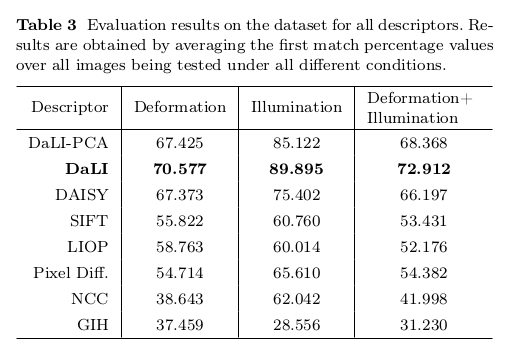 Table 3 Evaluation results on the dataset for all descriptors. Re-
sults are obtained by averaging the first match percentage values
over all images being tested under all different conditions.
Descriptor Deformation Illumination Deformation+
Illumination
DaLI-PCA 67.425 85.122 68.368
DaLI 70.577 89.895 72.912
DAISY 67.373 75.402 66.197
SIFT 55.822 60.760 53.431
LIOP 58.763 60.014 52.176
Pixel Diff. 54.714 65.610 54.382
NCC 38.643 62.042 41.998
GIH 37.459 28.556 31.230